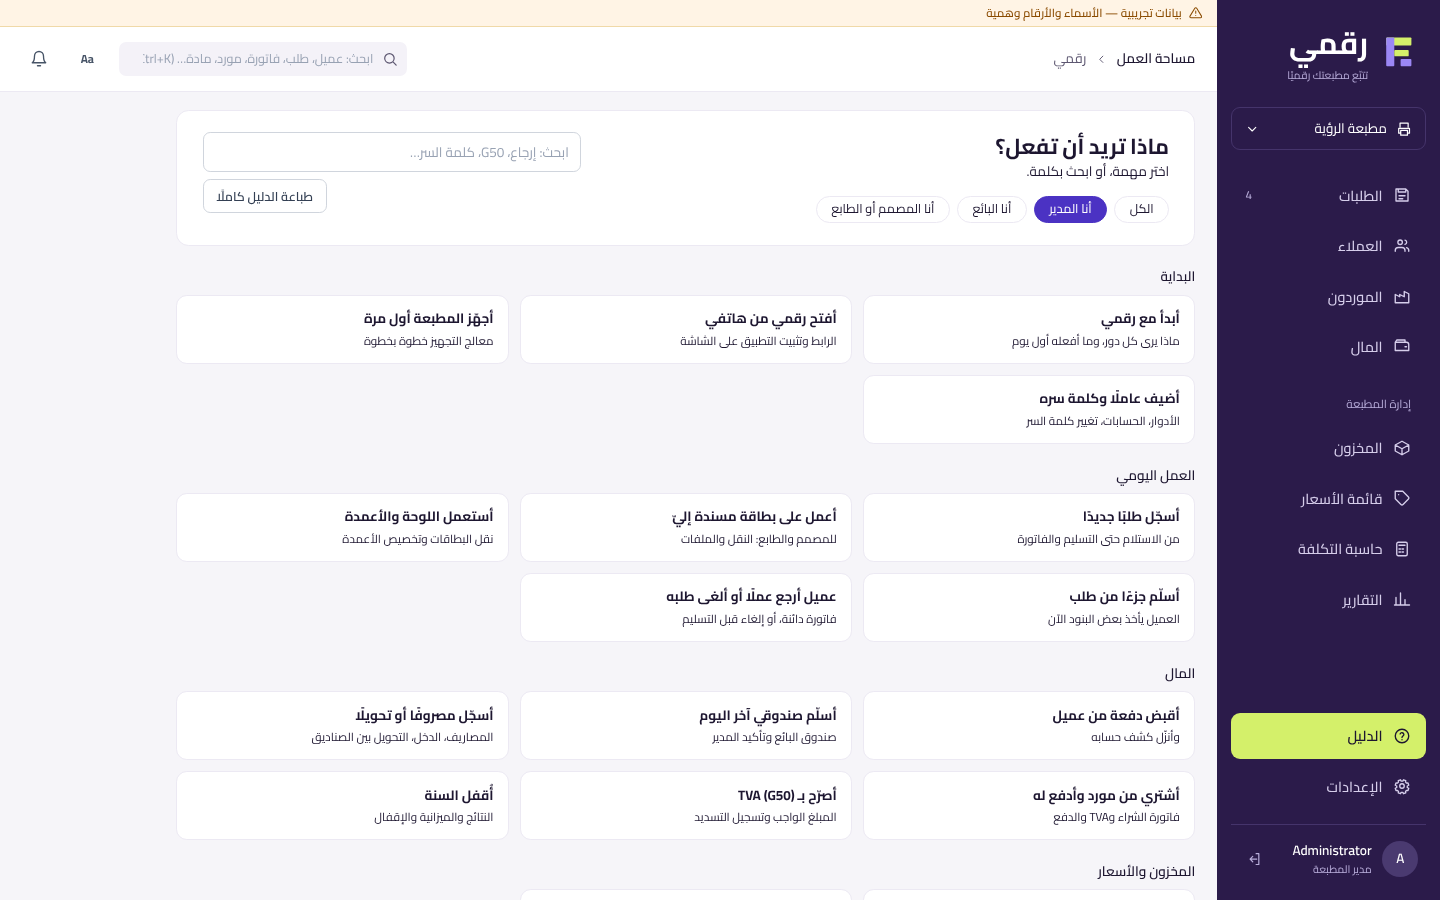 بيانات تجريبية — الأسماء والأرقام وهمية
رقمي
تتبّع مطبعتك رقميًا
مطبعة الرؤية
الطلبات
4
العملاء
الموردون
المال
إدارة المطبعة
المخزون
قائمة الأسعار
حاسبة التكلفة
التقارير
الدليل
الإعدادات
A
Administrator
مدير المطبعة
مساحة العمل
رقمي
ابحث: عميل، طلب، فاتورة، مورد، مادة… (Ctrl+K
Aa
ماذا تريد أن تفعل؟
اختر مهمة، أو ابحث بكلمة.
ابحث: إرجاع، G50، كلمة السر…
طباعة الدليل كاملًا
الكل
أنا المدير
أنا البائع
أنا المصمم أو الطابع
البداية
أبدأ مع رقمي
ماذا يرى كل دور، وما أفعله أول يوم
أفتح رقمي من هاتفي
الرابط وتثبيت التطبيق على الشاشة
أجهّز المطبعة أول مرة
معالج التجهيز خطوة بخطوة
أضيف عاملًا وكلمة سره
الأدوار، الحسابات، تغيير كلمة السر
العمل اليومي
أسجّل طلبًا جديدًا
من الاستلام حتى التسليم والفاتورة
أعمل على بطاقة مسندة إليّ
للمصمم والطابع: النقل والملفات
أستعمل اللوحة والأعمدة
نقل البطاقات وتخصيص الأعمدة
أسلّم جزءًا من طلب
العميل يأخذ بعض البنود الآن
عميل أرجع عملًا أو ألغى طلبه
فاتورة دائنة، أو إلغاء قبل التسليم
المال
أقبض دفعة من عميل
وأنزّل كشف حسابه
أسلّم صندوقي آخر اليوم
صندوق البائع وتأكيد المدير
أسجّل مصروفًا أو تحويلًا
المصاريف، الدخل، التحويل بين الصناديق
أشتري من مورد وأدفع له
فاتورة الشراء وTVA والدفع
أصرّح بـ TVA (G50)
المبلغ الواجب وتسجيل التسديد
أقفل السنة
النتائج والميزانية والإقفال
المخزون والأسعار